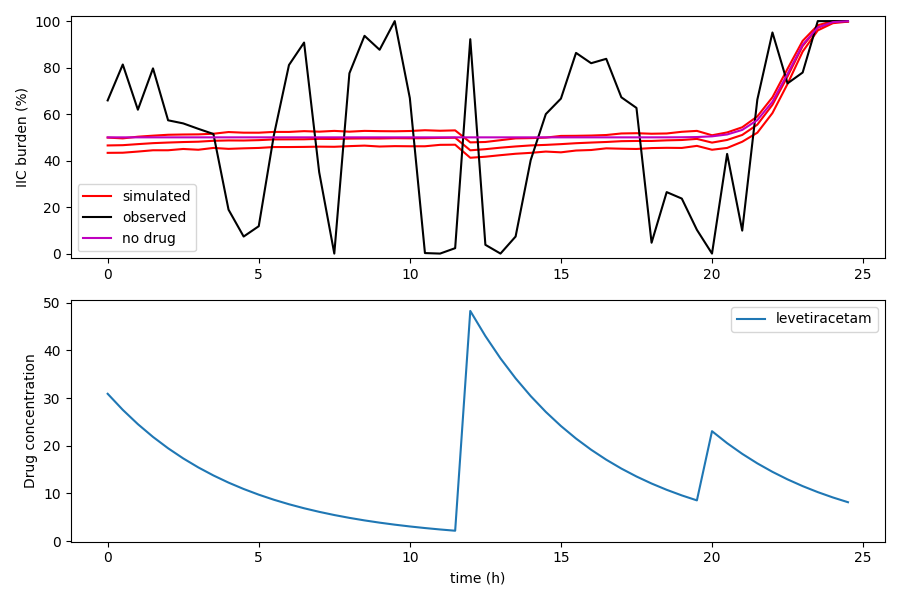 100
80
60
40
20
0
IIC burden (%)
simulated
observed
no drug
0 5 10 15 20 25
50
40
30
20
10
0
Drug concentration
levetiracetam
0 5 10 15 20 25
time (h)